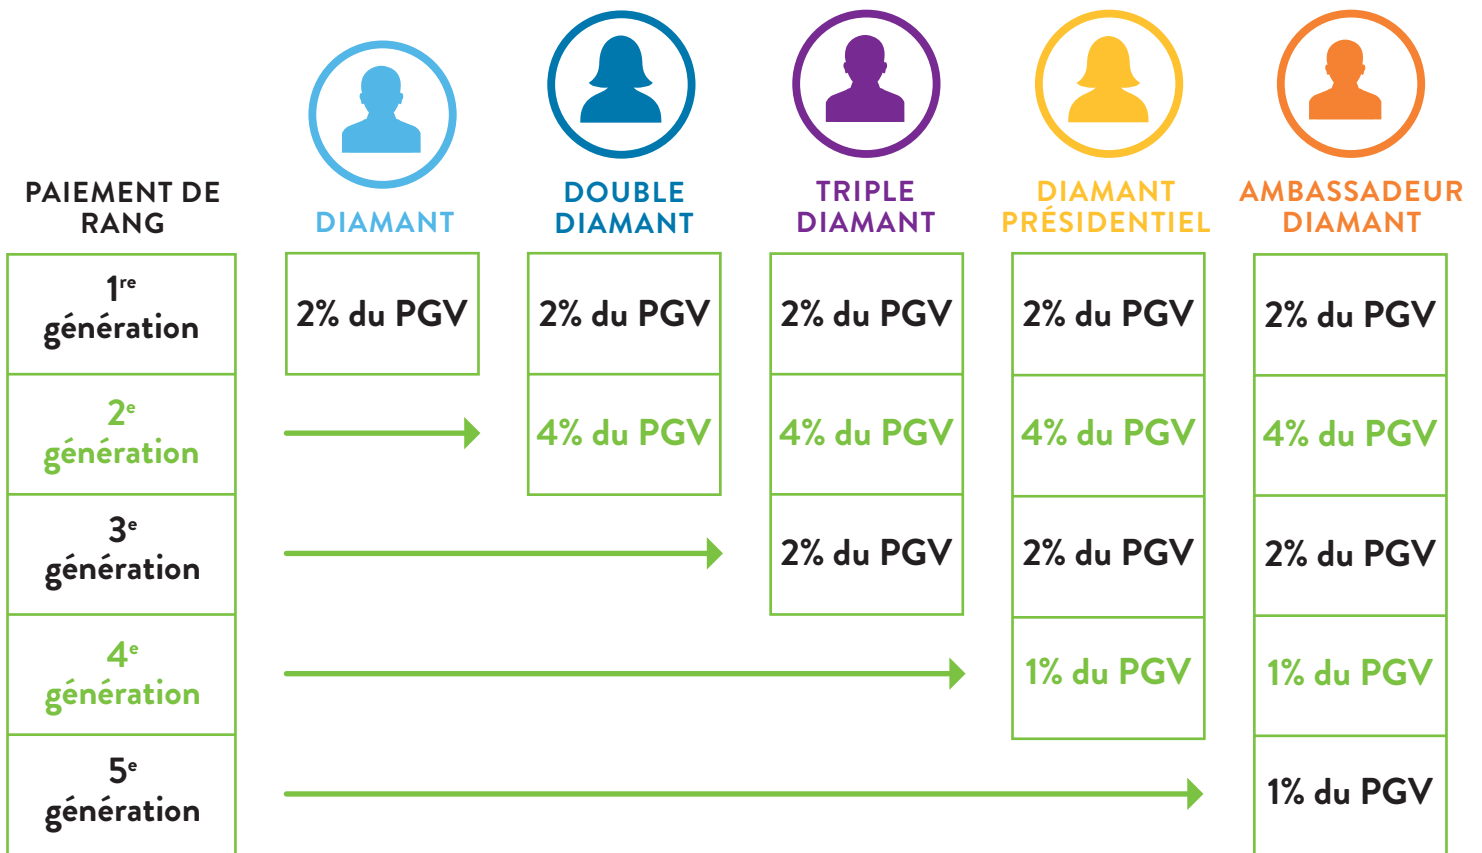 PAIEMENT DE
RANG
DIAMANT
DOUBLE
DIAMANT
TRIPLE
DIAMANT
DIAMANT
PRÉSIDENTIEL
AMBASSADEUR
DIAMANT
1re
génération
2% du PGV
2% du PGV
2% du PGV
2% du PGV
2% du PGV
2e
génération
4% du PGV
4% du PGV
4% du PGV
4% du PGV
3e
génération
2% du PGV
2% du PGV
2% du PGV
4e
génération
1% du PGV
1% du PGV
5e
génération
1% du PGV